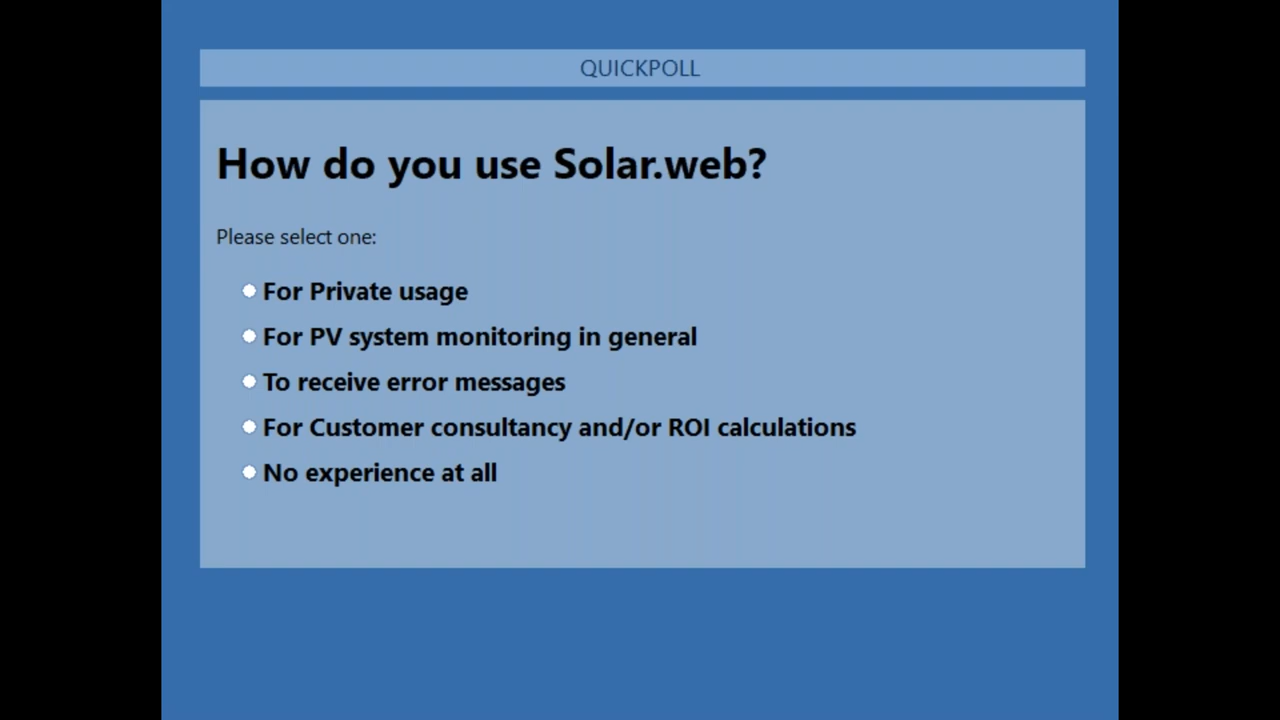 QUICKPOLL
How do you use Solar.web?
Please select one:
For Private usage
For PV system monitoring in general
To receive error messages
For Customer consultancy and/or ROI calculations
No experience at all